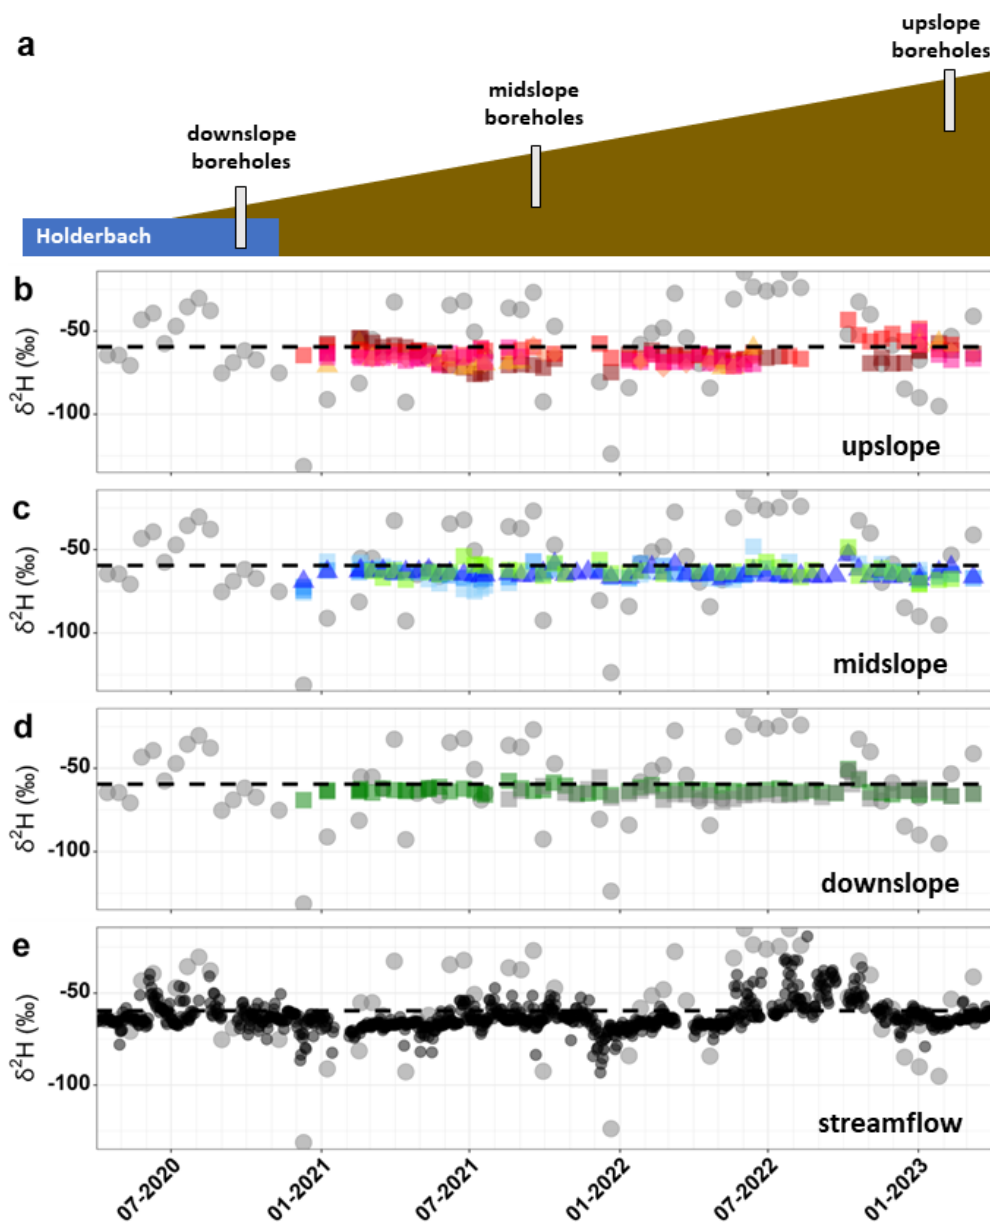 a
upslope
boreholes
midslope
boreholes
downslope
boreholes
Holderbach
b
-50
-100
δ²H (‰)
upslope
c
-50
-100
δ²H (‰)
midslope
d
-50
-100
δ²H (‰)
downslope
e
-50
-100
δ²H (‰)
streamflow
07-2020
01-2021
07-2021
01-2022
07-2022
01-2023